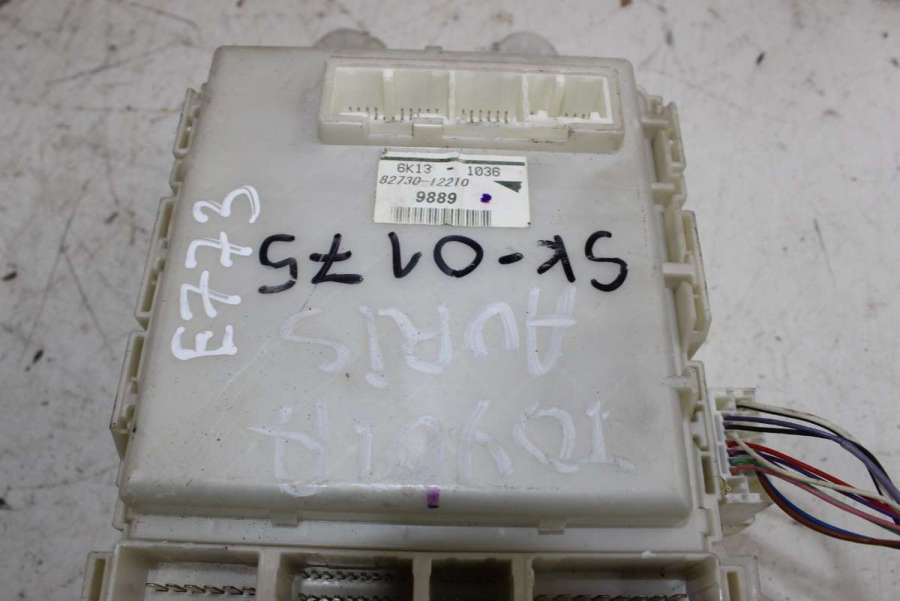 6K13 - 1036
82730-12210
9889
E773
SK-0175
TOYOTA
AURIS